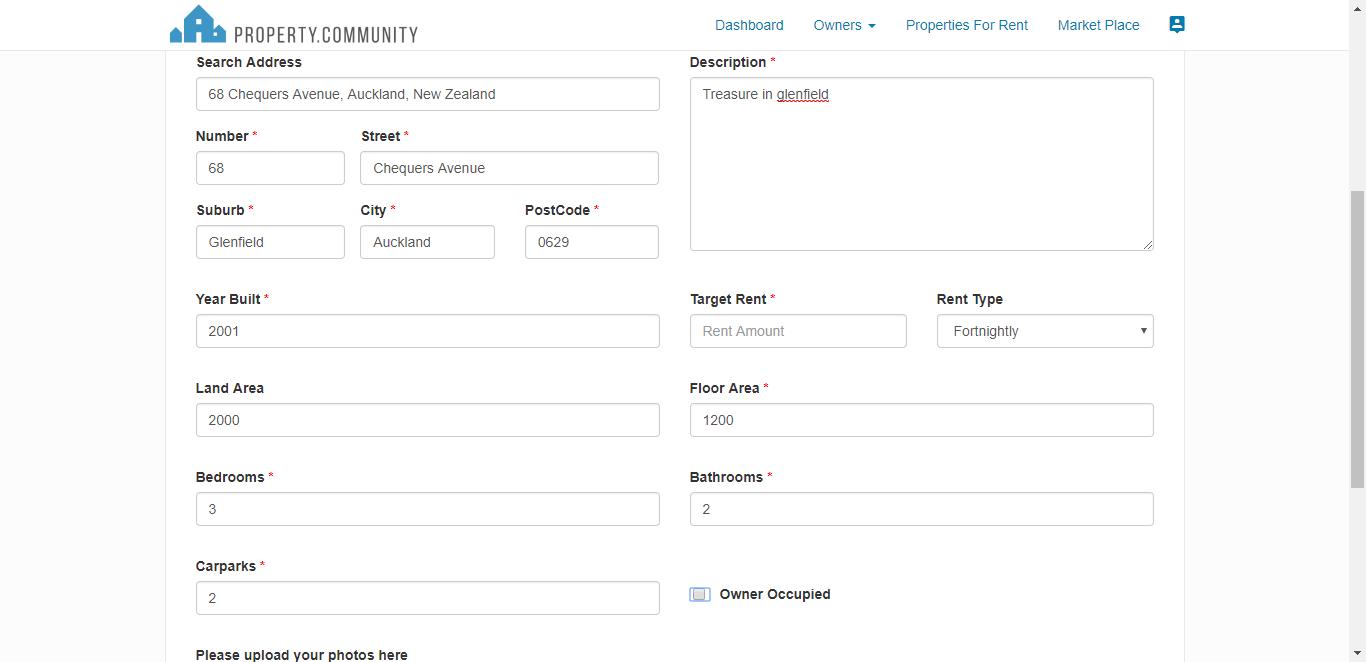 PROPERTY.COMMUNITY
Dashboard
Owners
Properties For Rent
Market Place
Search Address
68 Chequers Avenue, Auckland, New Zealand
Description *
Treasure in glenfield
Number *
68
Street *
Chequers Avenue
Suburb *
Glenfield
City *
Auckland
PostCode *
0629
Year Built *
2001
Target Rent *
Rent Amount
Rent Type
Fortnightly
Land Area
2000
Floor Area *
1200
Bedrooms *
3
Bathrooms *
2
Carparks *
2
Owner Occupied
Please upload your photos here